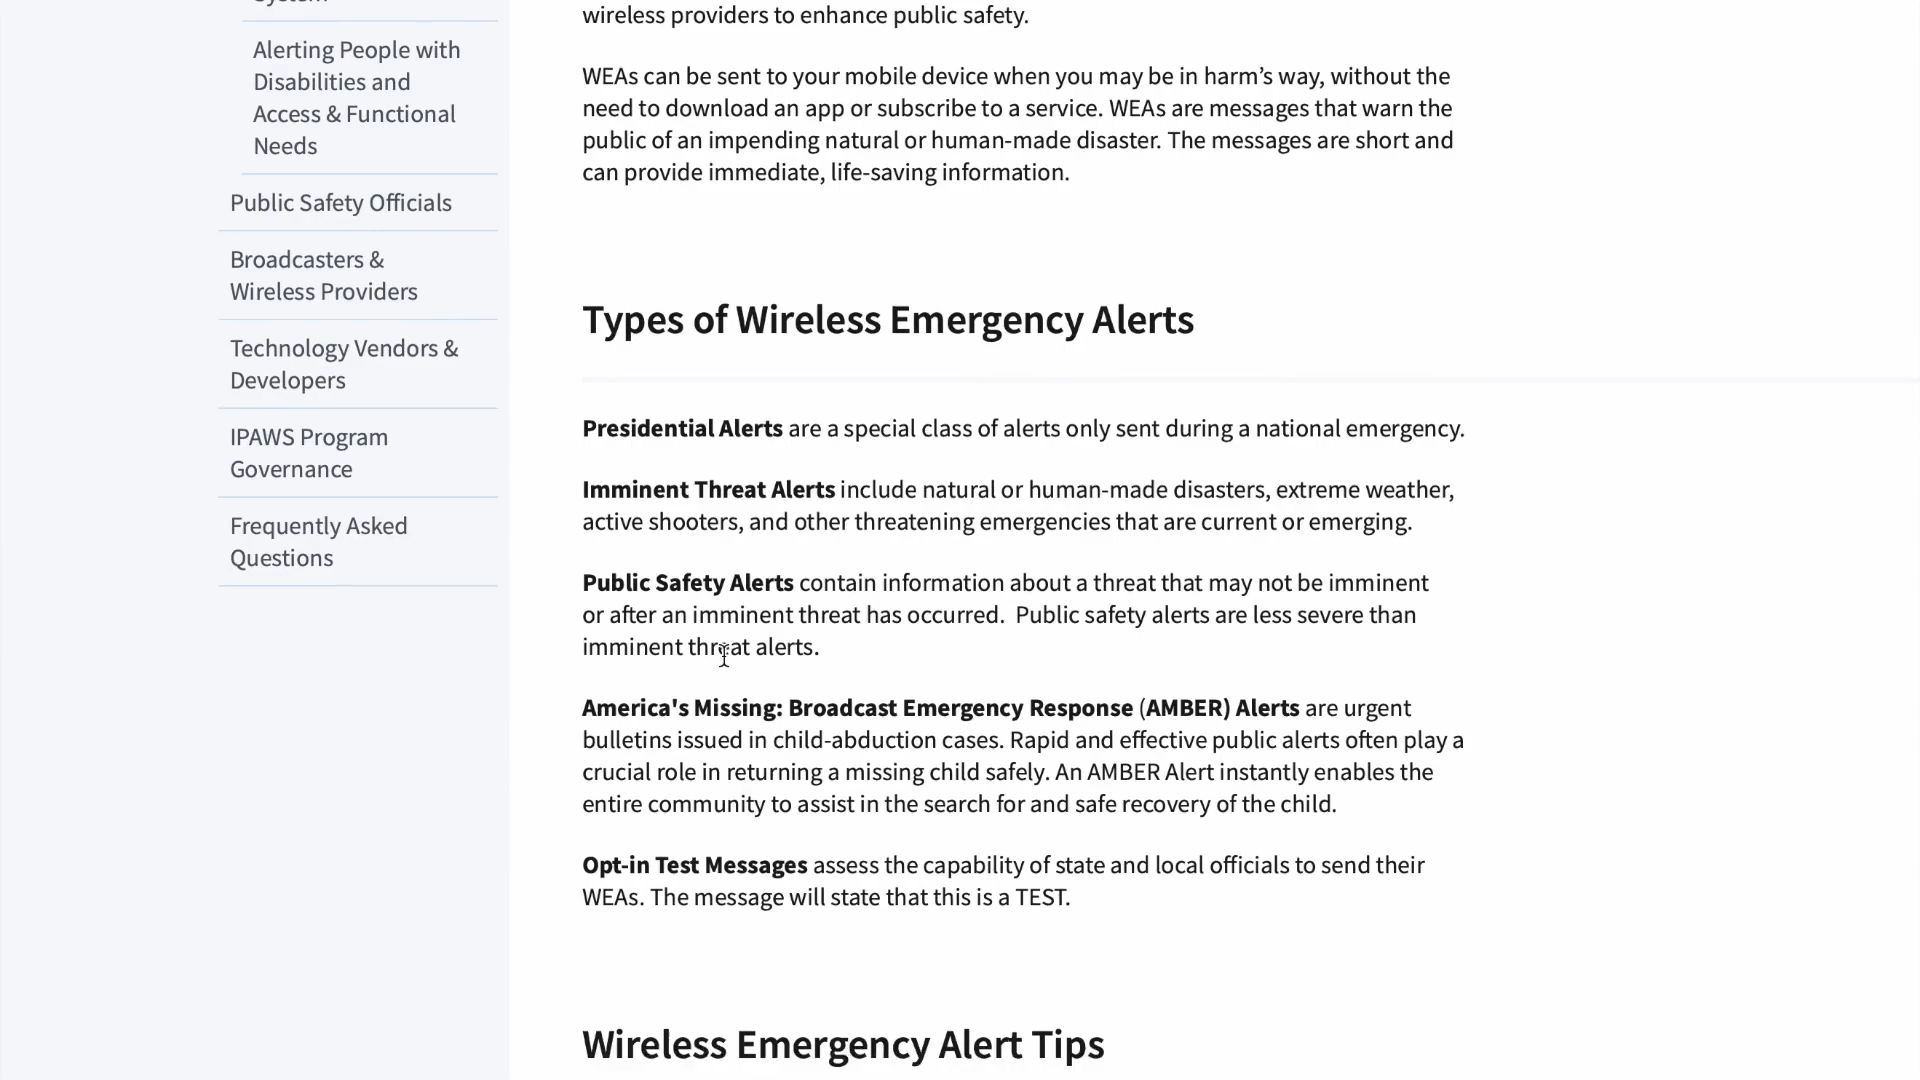 System
Alerting People with
Disabilities and
Access & Functional
Needs
Public Safety Officials
Broadcasters &
Wireless Providers
Technology Vendors &
Developers
IPAWS Program
Governance
Frequently Asked
Questions
wireless providers to enhance public safety.
WEAs can be sent to your mobile device when you may be in harm’s way, without the
need to download an app or subscribe to a service. WEAs are messages that warn the
public of an impending natural or human-made disaster. The messages are short and
can provide immediate, life-saving information.
Types of Wireless Emergency Alerts
Presidential Alerts are a special class of alerts only sent during a national emergency.
Imminent Threat Alerts include natural or human-made disasters, extreme weather,
active shooters, and other threatening emergencies that are current or emerging.
Public Safety Alerts contain information about a threat that may not be imminent
or after an imminent threat has occurred.  Public safety alerts are less severe than
imminent threat alerts.
America's Missing: Broadcast Emergency Response (AMBER) Alerts are urgent
bulletins issued in child-abduction cases. Rapid and effective public alerts often play a
crucial role in returning a missing child safely. An AMBER Alert instantly enables the
entire community to assist in the search for and safe recovery of the child.
Opt-in Test Messages assess the capability of state and local officials to send their
WEAs. The message will state that this is a TEST.
Wireless Emergency Alert Tips